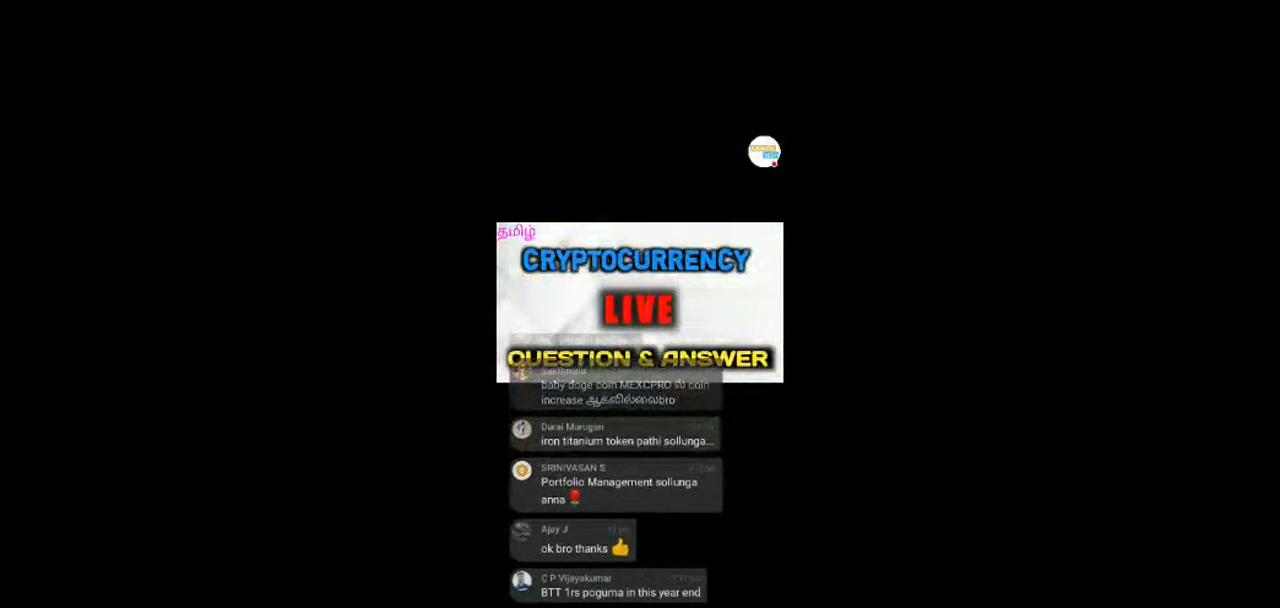 தமிழ்
CRYPTOCURRENCY
LIVE
QUESTION & ANSWER
baby doge coin MEXCPRO ல் coin
increase ஆகவில்லைbro
Durai Murugan
iron titanium token pathi sollunga...
SRINIVASAN S
Portfolio Management sollunga
anna
Ajay J
ok bro thanks 👍
C P Vijayakumar
BTT 1rs poguma in this year end